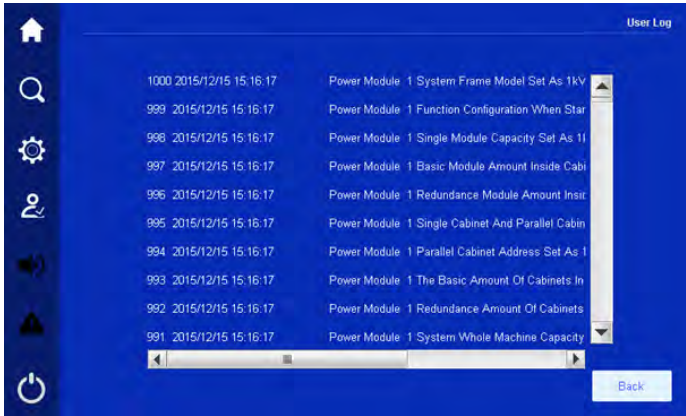 User Log
1000 2015/12/15 15:16:17 Power Module 1 System Frame Model Set As 1kV
999 2015/12/15 15:16:17 Power Module 1 Function Configuration When Star
998 2015/12/15 15:16:17 Power Module 1 Single Module Capacity Set As 1
997 2015/12/15 15:16:17 Power Module 1 Basic Module Amount Inside Cabi
996 2015/12/15 15:16:17 Power Module 1 Redundance Module Amount Insid
995 2015/12/15 15:16:17 Power Module 1 Single Cabinet And Parallel Cabin
994 2015/12/15 15:16:17 Power Module 1 Parallel Cabinet Address Set As 1
993 2015/12/15 15:16:17 Power Module 1 The Basic Amount Of Cabinets In
992 2015/12/15 15:16:17 Power Module 1 Redundance Amount Of Cabinets
991 2015/12/15 15:16:17 Power Module 1 System Whole Machine Capacity
Back